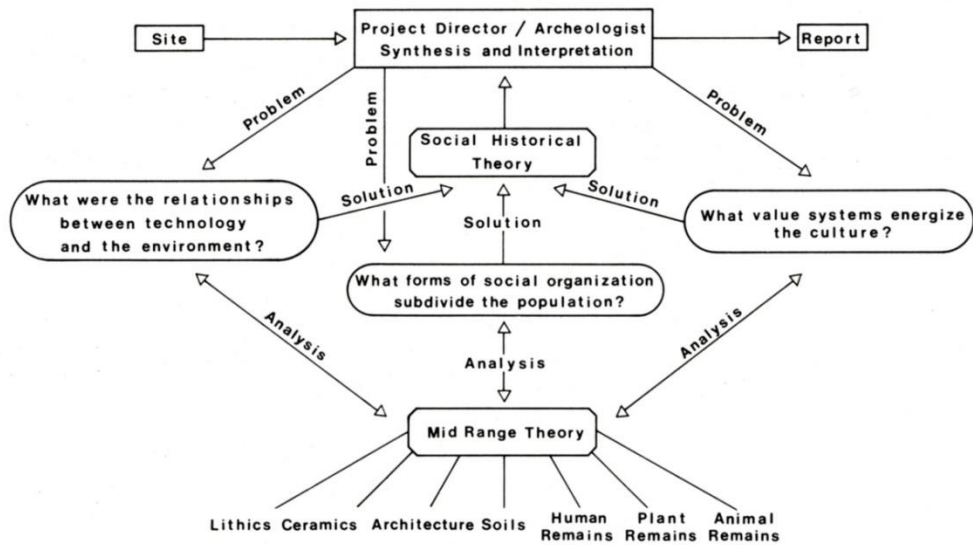 Site
Project Director / Archeologist
Synthesis and Interpretation
Report
Problem
Problem
Problem
Social Historical
Theory
What were the relationships
between technology
and the environment?
Solution
Solution
Solution
What value systems energize
the culture?
What forms of social organization
subdivide the population?
Analysis
Analysis
Analysis
Mid Range Theory
Lithics
Ceramics
Architecture
Soils
Human
Remains
Plant
Remains
Animal
Remains